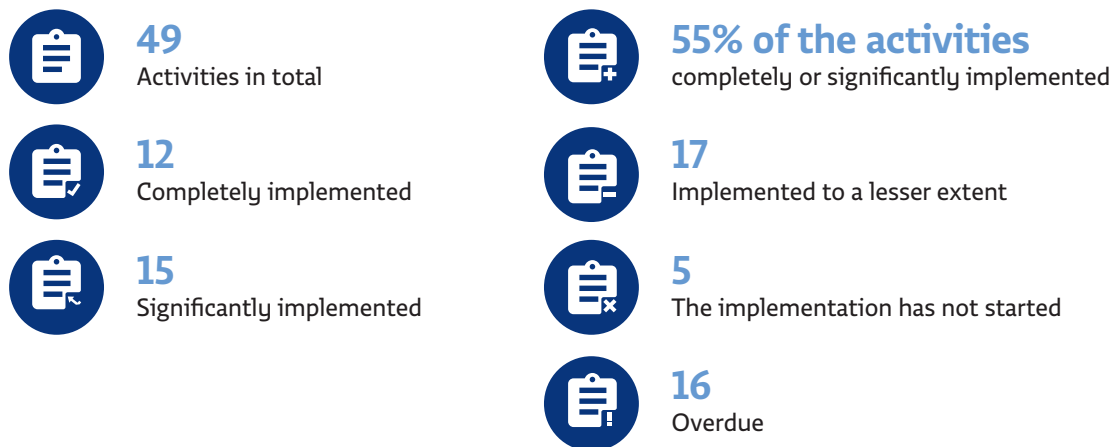 49
Activities in total
12
Completely implemented
15
Significantly implemented
55% of the activities
completely or significantly implemented
17
Implemented to a lesser extent
5
The implementation has not started
16
Overdue